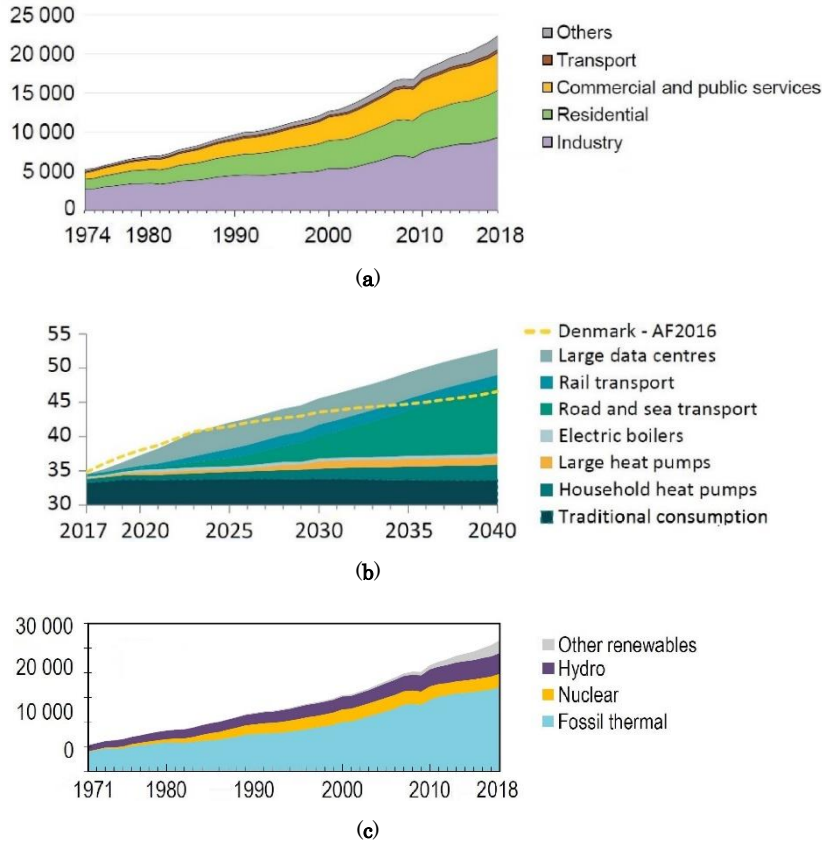 25 000
20 000
15 000
10 000
5 000
0
1974 1980 1990 2000 2010 2018
Others
Transport
Commercial and public services
Residential
Industry
(a)
55
50
45
40
35
30
2017 2020 2025 2030 2035 2040
Denmark - AF2016
Large data centres
Rail transport
Road and sea transport
Electric boilers
Large heat pumps
Household heat pumps
Traditional consumption
(b)
30 000
20 000
10 000
0
1971 1980 1990 2000 2010 2018
Other renewables
Hydro
Nuclear
Fossil thermal
(c)